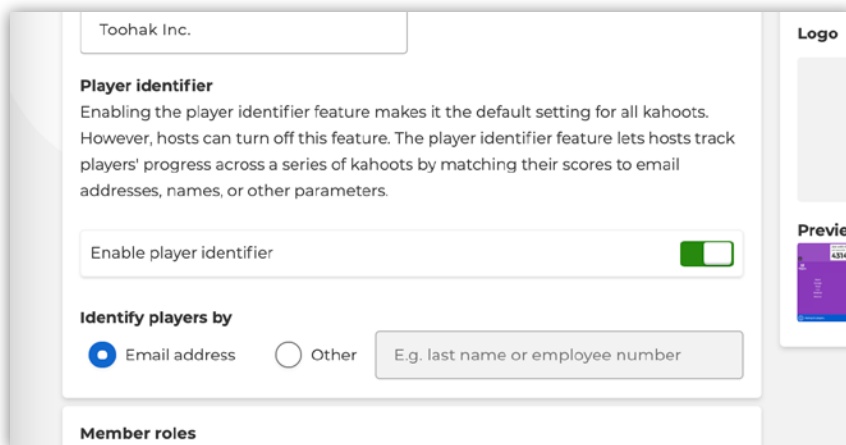 Toohak Inc.
Player identifier
Enabling the player identifier feature makes it the default setting for all kahoots.
However, hosts can turn off this feature. The player identifier feature lets hosts track
players' progress across a series of kahoots by matching their scores to email
addresses, names, or other parameters.
Enable player identifier
Identify players by
Email address Other E.g. last name or employee number
Member roles
Logo